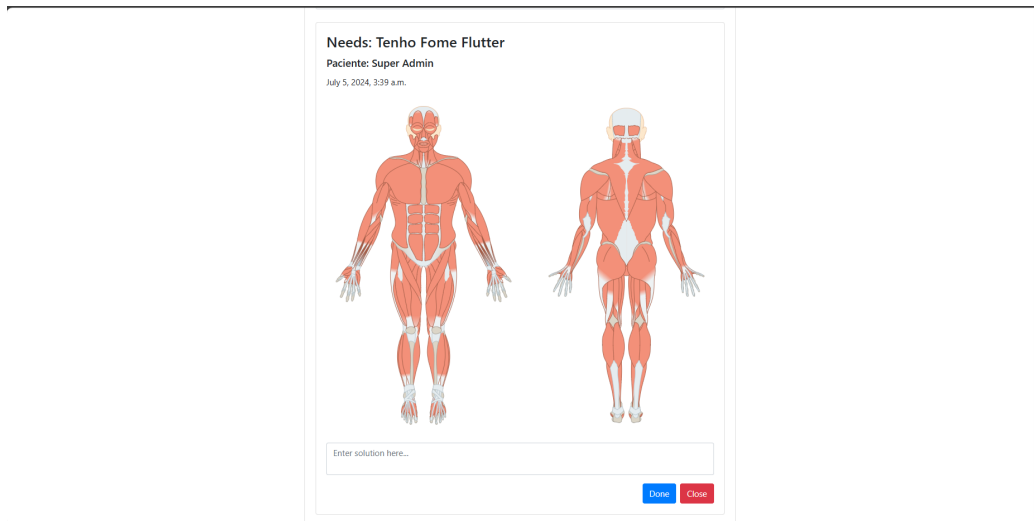 Needs: Tenho Fome Flutter
Paciente: Super Admin
July 5, 2024, 3:39 a.m.
Enter solution here...
Done Close